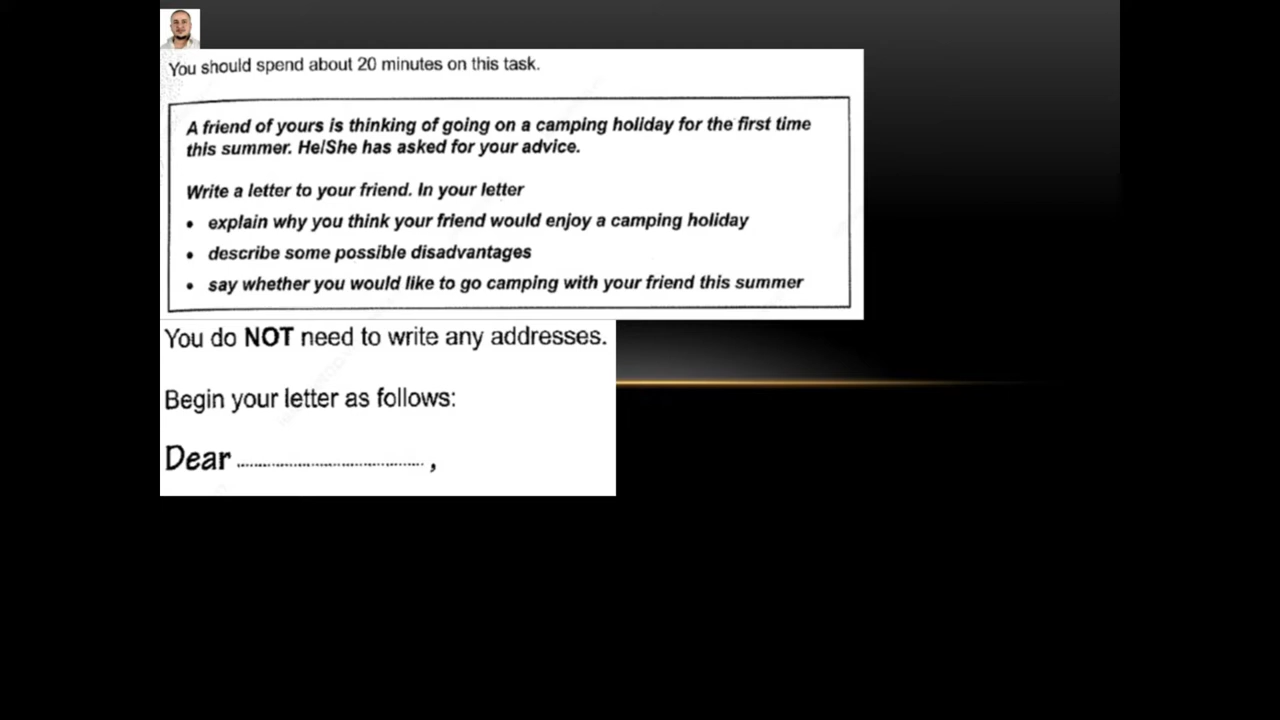 You should spend about 20 minutes on this task.
A friend of yours is thinking of going on a camping holiday for the first time
this summer. He/She has asked for your advice.
Write a letter to your friend. In your letter
• explain why you think your friend would enjoy a camping holiday
• describe some possible disadvantages
• say whether you would like to go camping with your friend this summer
You do NOT need to write any addresses.
Begin your letter as follows:
Dear ........................................ ,